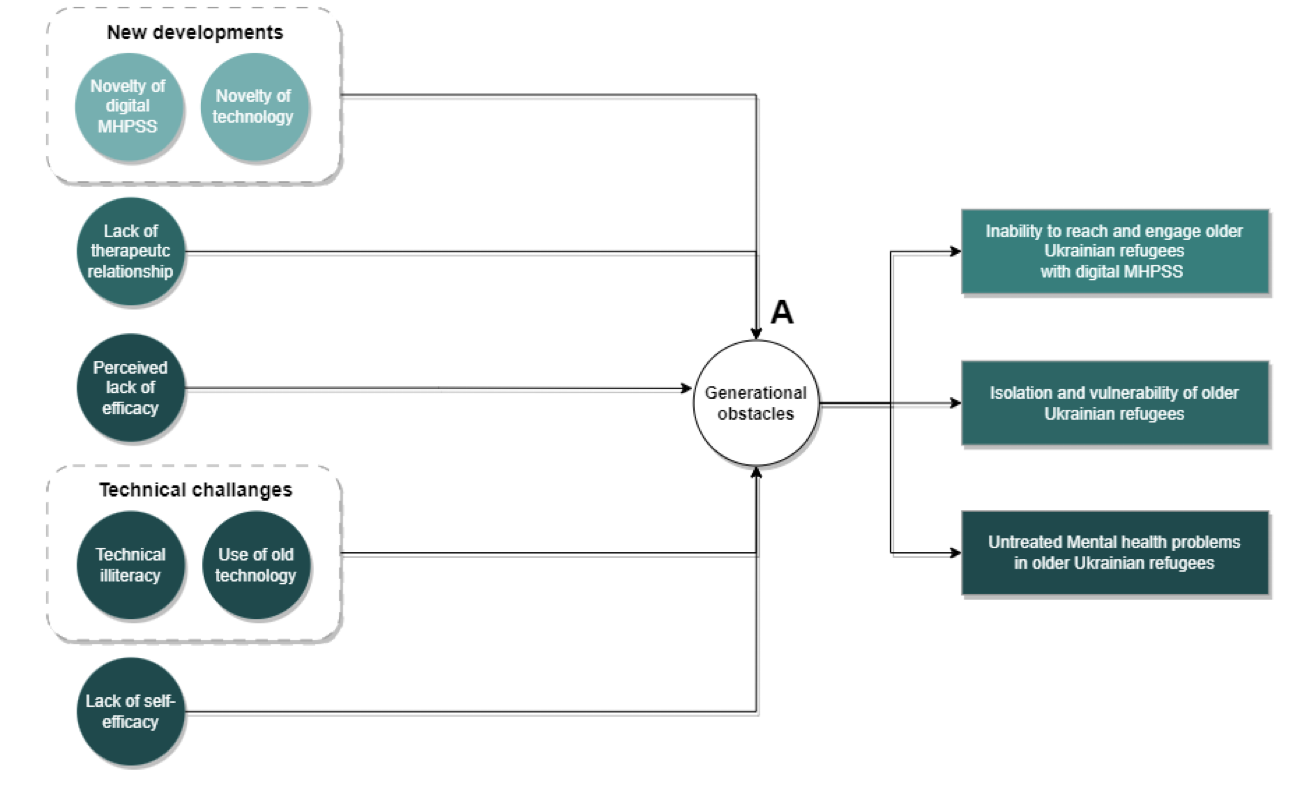 New developments
Novelty of
digital
MHPSS
Novelty of
technology
Lack of
therapeutc
relationship
Perceived
lack of
efficacy
Technical challanges
Technical
illiteracy
Use of old
technology
Lack of self-
efficacy
A
Generational
obstacles
Inability to reach and engage older
Ukrainian refugees
with digital MHPSS
Isolation and vulnerability of older
Ukrainian refugees
Untreated Mental health problems
in older Ukrainian refugees